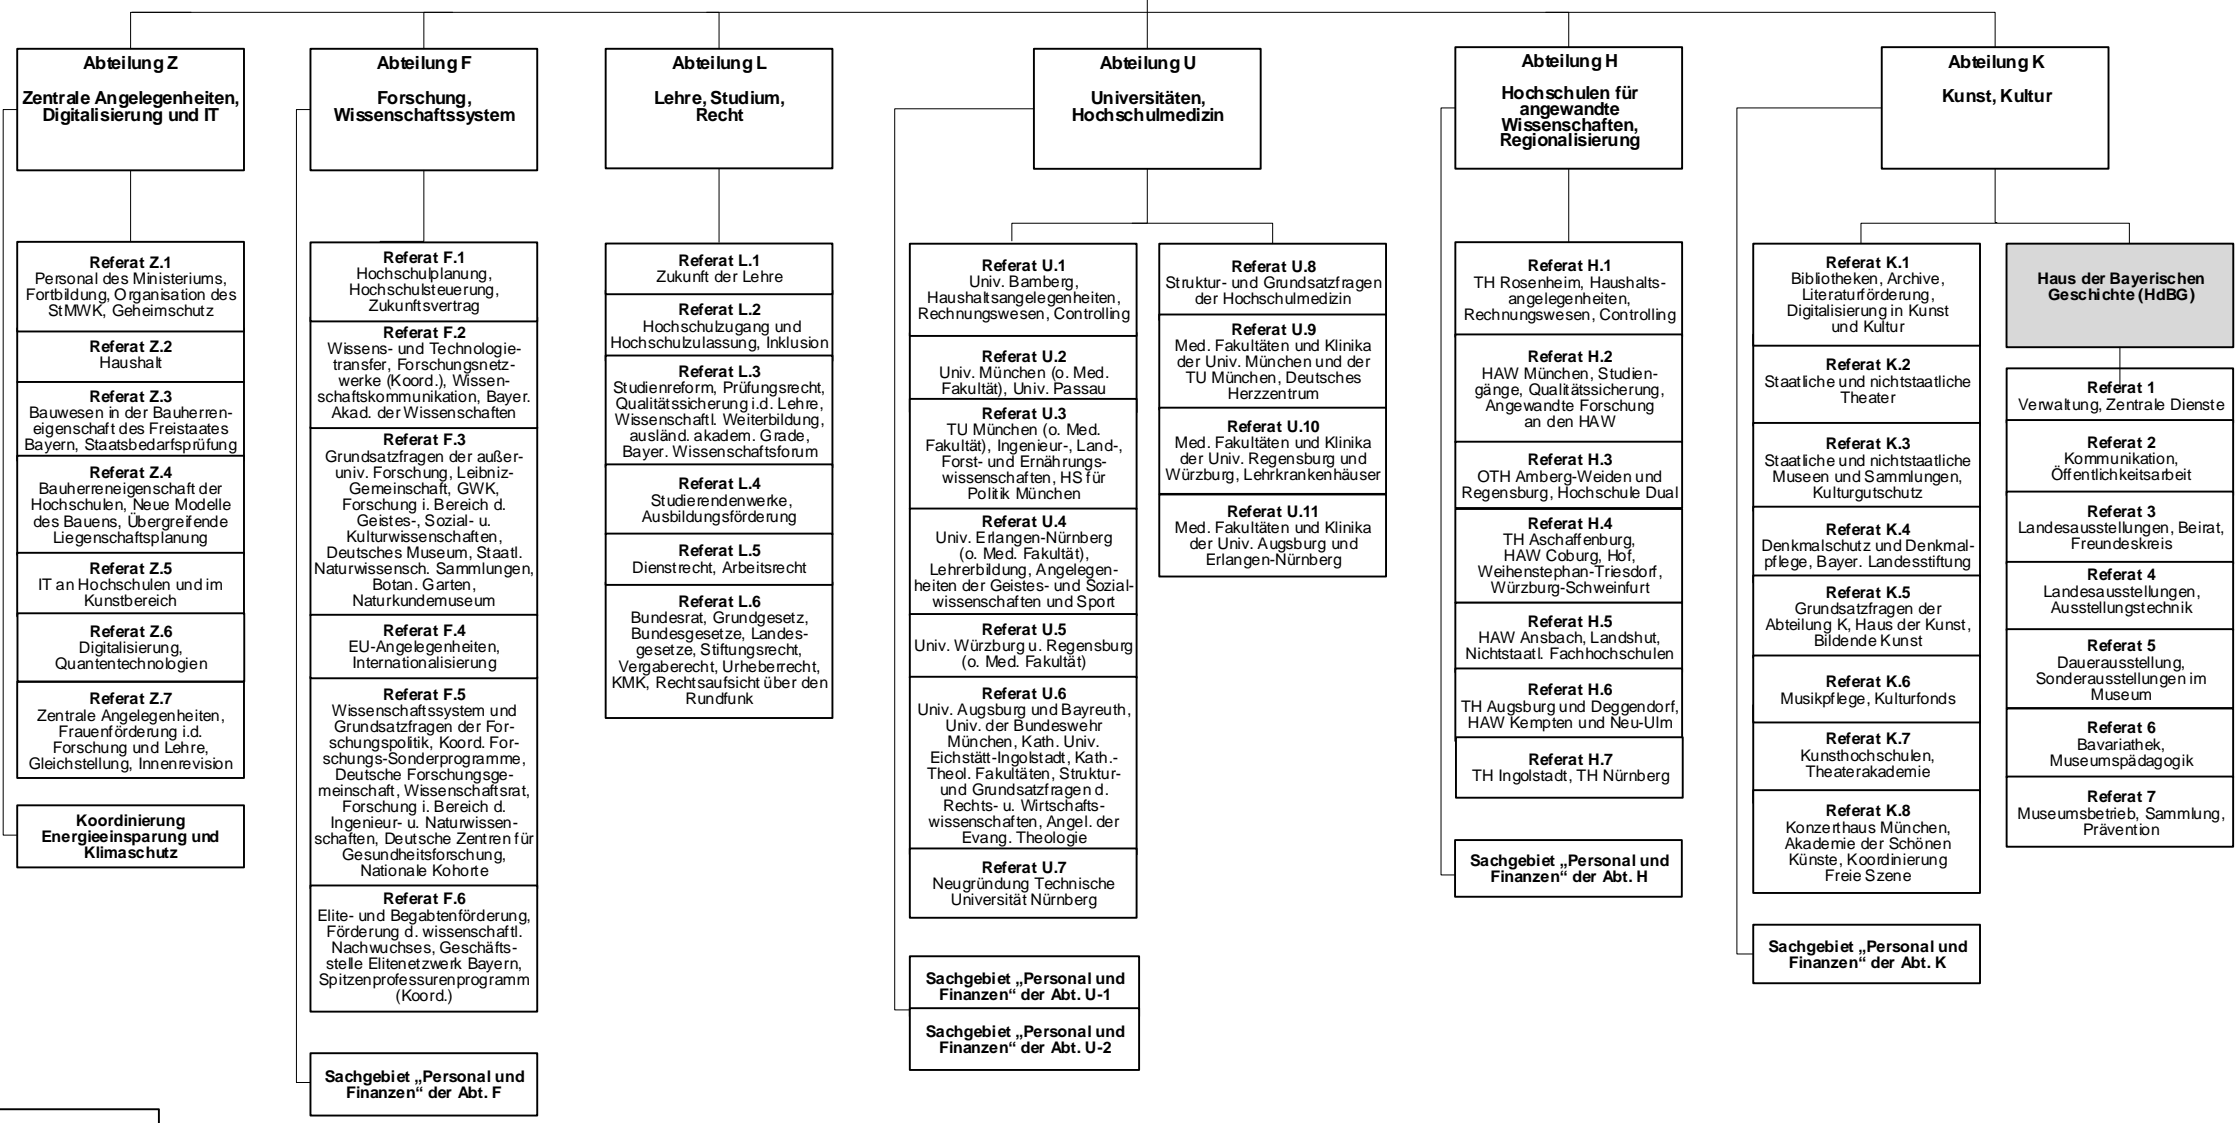 Abteilung Z
Zentrale Angelegenheiten,
Digitalisierung und IT
Abteilung F
Forschung,
Wissenschaftssystem
Abteilung L
Lehre, Studium,
Recht
Abteilung U
Universitäten,
Hochschulmedizin
Abteilung H
Hochschulen für
angewandte
Wissenschaften,
Regionalisierung
Abteilung K
Kunst, Kultur
Referat Z.1
Personal des Ministeriums,
Fortbildung, Organisation des
StMWK, Geheimschutz
Referat Z.2
Haushalt
Referat Z.3
Bauwesen in der Bauherren-
eigenschaft des Freistaates
Bayern, Staatsbedarfsprüfung
Referat Z.4
Bauherreneigenschaft der
Hochschulen, Neue Modelle
des Bauens, Übergreifende
Liegenschaftsplanung
Referat Z.5
IT an Hochschulen und im
Kunstbereich
Referat Z.6
Digitalisierung,
Quantentechnologien
Referat Z.7
Zentrale Angelegenheiten,
Frauenförderung i.d.
Forschung und Lehre,
Gleichstellung, Innenrevision
Koordinierung
Energieeinsparung und
Klimaschutz
Referat F.1
Hochschulplanung,
Hochschulsteuerung,
Zukunftsvertrag
Referat F.2
Wissens- und Technologie-
transfer, Forschungsnetz-
werke (Koord.), Wissen-
schaftskommunikation, Bayer.
Akad. der Wissenschaften
Referat F.3
Grundsatzfragen der außer-
univ. Forschung, Leibniz-
Gemeinschaft, GWK,
Forschung i. Bereich d.
Geistes-, Sozial- u.
Kulturwissenschaften,
Deutsches Museum, Staatl.
Naturwissensch. Sammlungen,
Botan. Garten,
Naturkundemuseum
Referat F.4
EU-Angelegenheiten,
Internationalisierung
Referat F.5
Wissenschaftssystem und
Grundsatzfragen der For-
schungspolitik, Koord. For-
schungs-Sonderprogramme,
Deutsche Forschungsge-
meinschaft, Wissenschaftsrat,
Forschung i. Bereich d.
Ingenieur- u. Naturwissen-
schaften, Deutsche Zentren für
Gesundheitsforschung,
Nationale Kohorte
Referat F.6
Elite- und Begabtenförderung,
Förderung d. wissenschaftl.
Nachwuchses, Geschäfts-
stelle Elitenetzwerk Bayern,
Spitzenprofessurenprogramm
(Koord.)
Sachgebiet „Personal und
Finanzen“ der Abt. F
Referat L.1
Zukunft der Lehre
Referat L.2
Hochschulzugang und
Hochschulzulassung, Inklusion
Referat L.3
Studienreform, Prüfungsrecht,
Qualitätssicherung i.d. Lehre,
Wissenschaftl. Weiterbildung,
ausländ. akadem. Grade,
Bayer. Wissenschaftsforum
Referat L.4
Studierendenwerke,
Ausbildungsförderung
Referat L.5
Dienstrecht, Arbeitsrecht
Referat L.6
Bundesrat, Grundgesetz,
Bundesgesetze, Landes-
gesetze, Stiftungsrecht,
Vergaberecht, Urheberrecht,
KMK, Rechtsaufsicht über den
Rundfunk
Referat U.1
Univ. Bamberg,
Haushaltsangelegenheiten,
Rechnungswesen, Controlling
Referat U.2
Univ. München (o. Med.
Fakultät), Univ. Passau
Referat U.3
TU München (o. Med.
Fakultät), Ingenieur-, Land-,
Forst- und Ernährungs-
wissenschaften, HS für
Politik München
Referat U.4
Univ. Erlangen-Nürnberg
(o. Med. Fakultät),
Lehrerbildung, Angelegen-
heiten der Geistes- und Sozial-
wissenschaften und Sport
Referat U.5
Univ. Würzburg u. Regensburg
(o. Med. Fakultät)
Referat U.6
Univ. Augsburg und Bayreuth,
Univ. der Bundeswehr
München, Kath. Univ.
Eichstätt-Ingolstadt, Kath.-
Theol. Fakultäten, Struktur-
und Grundsatzfragen d.
Rechts- u. Wirtschafts-
wissenschaften, Angel. der
Evang. Theologie
Referat U.7
Neugründung Technische
Universität Nürnberg
Sachgebiet „Personal und
Finanzen“ der Abt. U-1
Sachgebiet „Personal und
Finanzen“ der Abt. U-2
Referat U.8
Struktur- und Grundsatzfragen
der Hochschulmedizin
Referat U.9
Med. Fakultäten und Klinika
der Univ. München und der
TU München, Deutsches
Herzzentrum
Referat U.10
Med. Fakultäten und Klinika
der Univ. Regensburg und
Würzburg, Lehrkrankenhäuser
Referat U.11
Med. Fakultäten und Klinika
der Univ. Augsburg und
Erlangen-Nürnberg
Referat H.1
TH Rosenheim, Haushalts-
angelegenheiten,
Rechnungswesen, Controlling
Referat H.2
HAW München, Studien-
gänge, Qualitätssicherung,
Angewandte Forschung
an den HAW
Referat H.3
OTH Amberg-Weiden und
Regensburg, Hochschule Dual
Referat H.4
TH Aschaffenburg,
HAW Coburg, Hof,
Weihenstephan-Triesdorf,
Würzburg-Schweinfurt
Referat H.5
HAW Ansbach, Landshut,
Nichtstaatl. Fachhochschulen
Referat H.6
TH Augsburg und Deggendorf,
HAW Kempten und Neu-Ulm
Referat H.7
TH Ingolstadt, TH Nürnberg
Sachgebiet „Personal und
Finanzen“ der Abt. H
Referat K.1
Bibliotheken, Archive,
Literaturförderung,
Digitalisierung in Kunst
und Kultur
Referat K.2
Staatliche und nichtstaatliche
Theater
Referat K.3
Staatliche und nichtstaatliche
Museen und Sammlungen,
Kulturgutschutz
Referat K.4
Denkmalschutz und Denkmal-
pflege, Bayer. Landesstiftung
Referat K.5
Grundsatzfragen der
Abteilung K, Haus der Kunst,
Bildende Kunst
Referat K.6
Musikpflege, Kulturfonds
Referat K.7
Kunsthochschulen,
Theaterakademie
Referat K.8
Konzerthaus München,
Akademie der Schönen
Künste, Koordinierung
Freie Szene
Sachgebiet „Personal und
Finanzen“ der Abt. K
Haus der Bayerischen
Geschichte (HdBG)
Referat 1
Verwaltung, Zentrale Dienste
Referat 2
Kommunikation,
Öffentlichkeitsarbeit
Referat 3
Landesausstellungen, Beirat,
Freundeskreis
Referat 4
Landesausstellungen,
Ausstellungstechnik
Referat 5
Dauerausstellung,
Sonderausstellungen im
Museum
Referat 6
Bavariathek,
Museumspädagogik
Referat 7
Museumsbetrieb, Sammlung,
Prävention